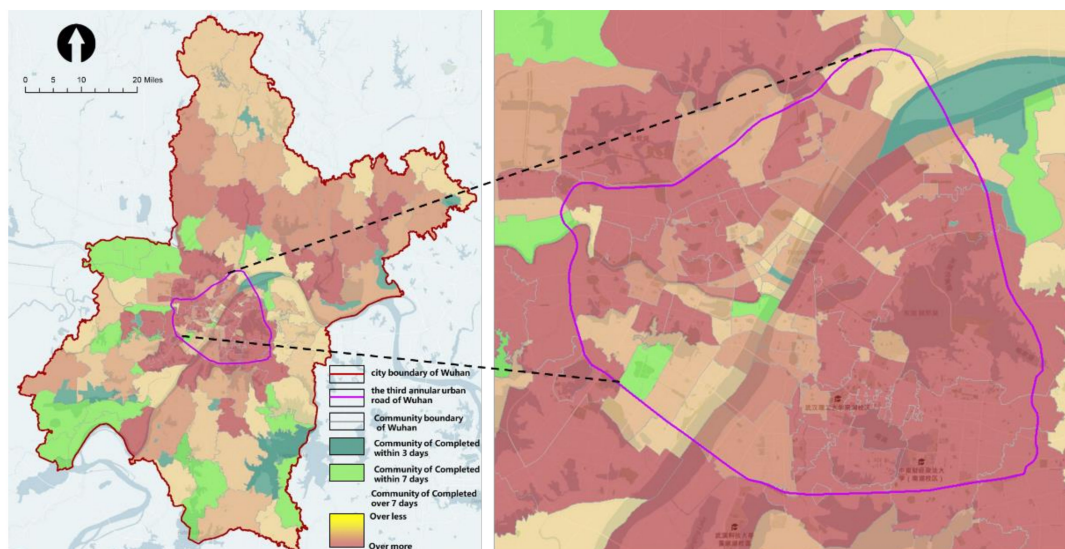 0 5 10 20 Miles
city boundary of Wuhan
the third annular urban
road of Wuhan
Community boundary
of Wuhan
Community of Completed
within 3 days
Community of Completed
within 7 days
Community of Completed
over 7 days
Over less
Over more